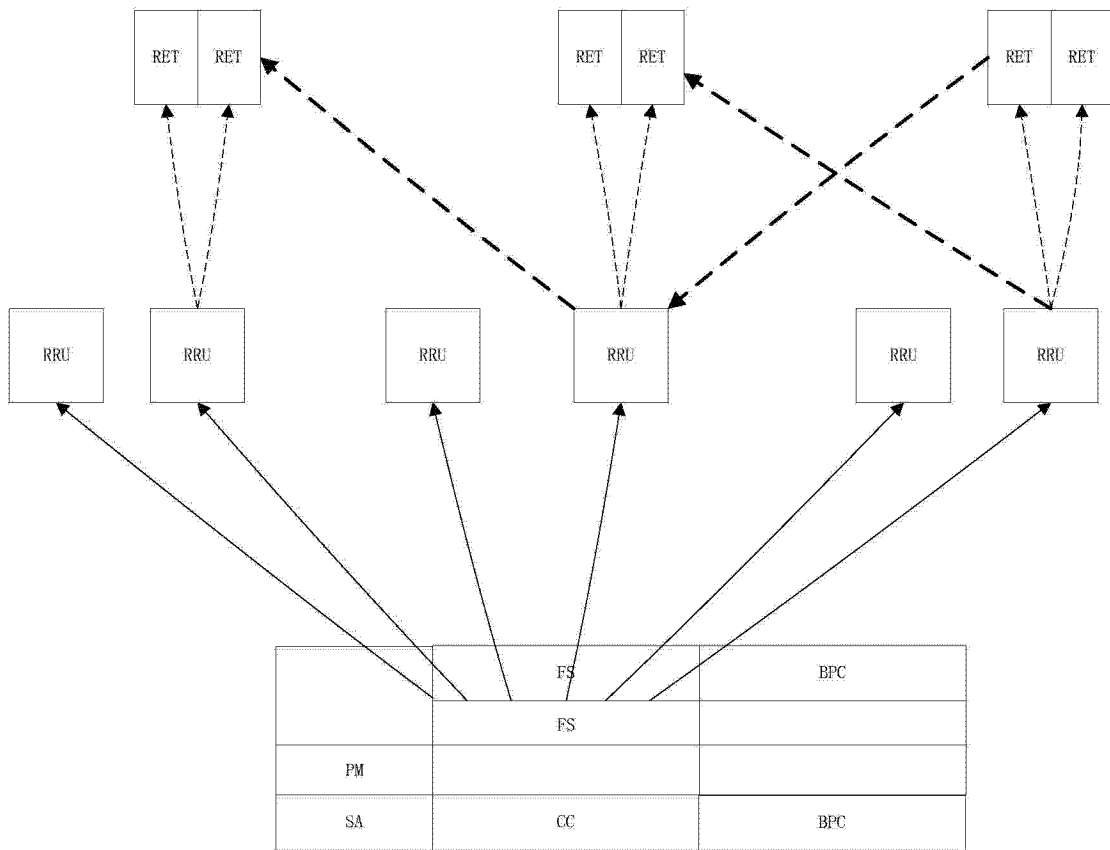 RET RET RET RET RET RET
RRU RRU RRU RRU RRU RRU
FS BPC
FS
PM
SA CC BPC